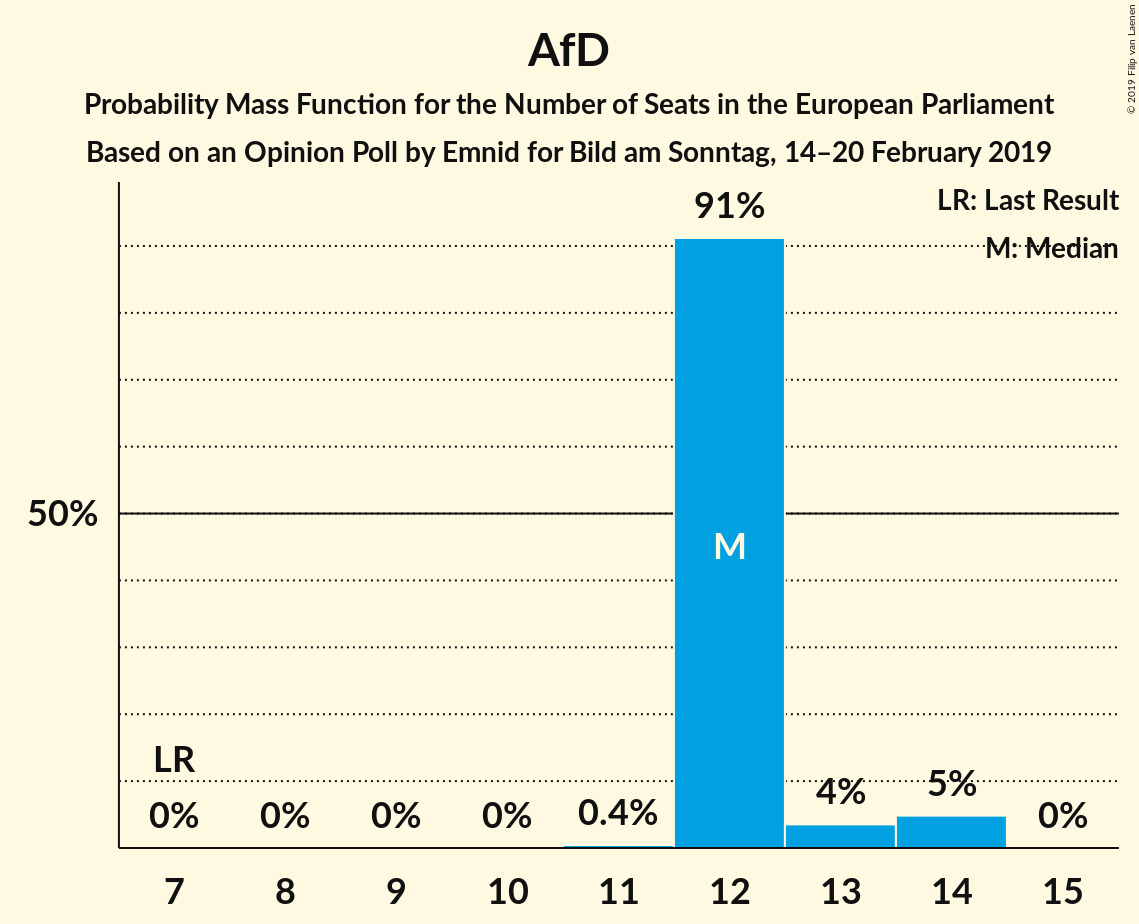 AfD
Probability Mass Function for the Number of Seats in the European Parliament
Based on an Opinion Poll by Emnid for Bild am Sonntag, 14–20 February 2019
© 2019 Filip van Laenen
LR: Last Result
M: Median
91%
50%
M
LR
0% 0% 0% 0% 0.4% 4% 5% 0%
7 8 9 10 11 12 13 14 15